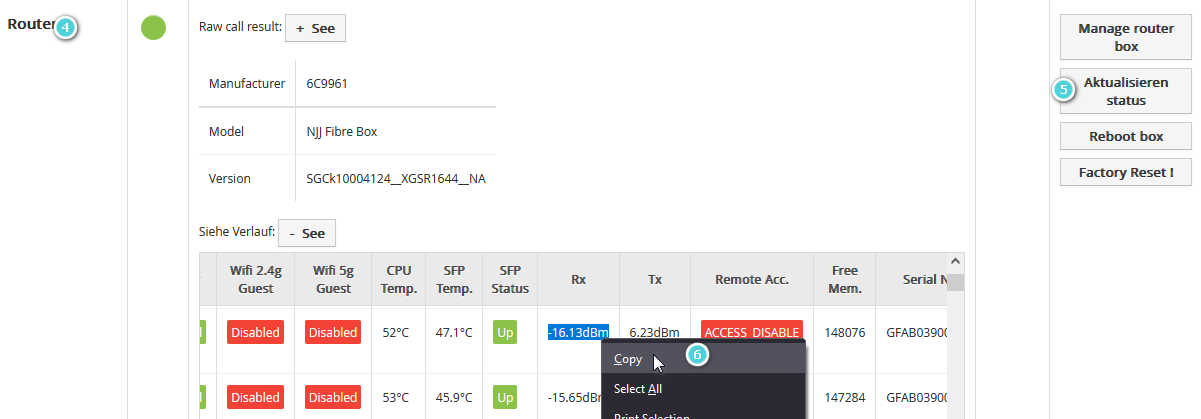 Router 4
Raw call result: + See
Manufacturer 6C9961
Model NJJ Fibre Box
Version SGCk10004124__XGSR1644__NA
Siehe Verlauf: - See
Manage router
box
5 Aktualisieren
status
Reboot box
Factory Reset !
Wifi 2.4g Guest Wifi 5g Guest CPU Temp. SFP Temp. SFP Status Rx Tx Remote Acc. Free Mem. Serial N
Disabled Disabled 52°C 47.1°C Up -16.13dBm 6.23dBm ACCESS_DISABLE 148076 GFAB03900
Disabled Disabled 53°C 45.9°C Up -15.65dBm 147284 GFAB03900
Copy 6
Select All
Print Selection